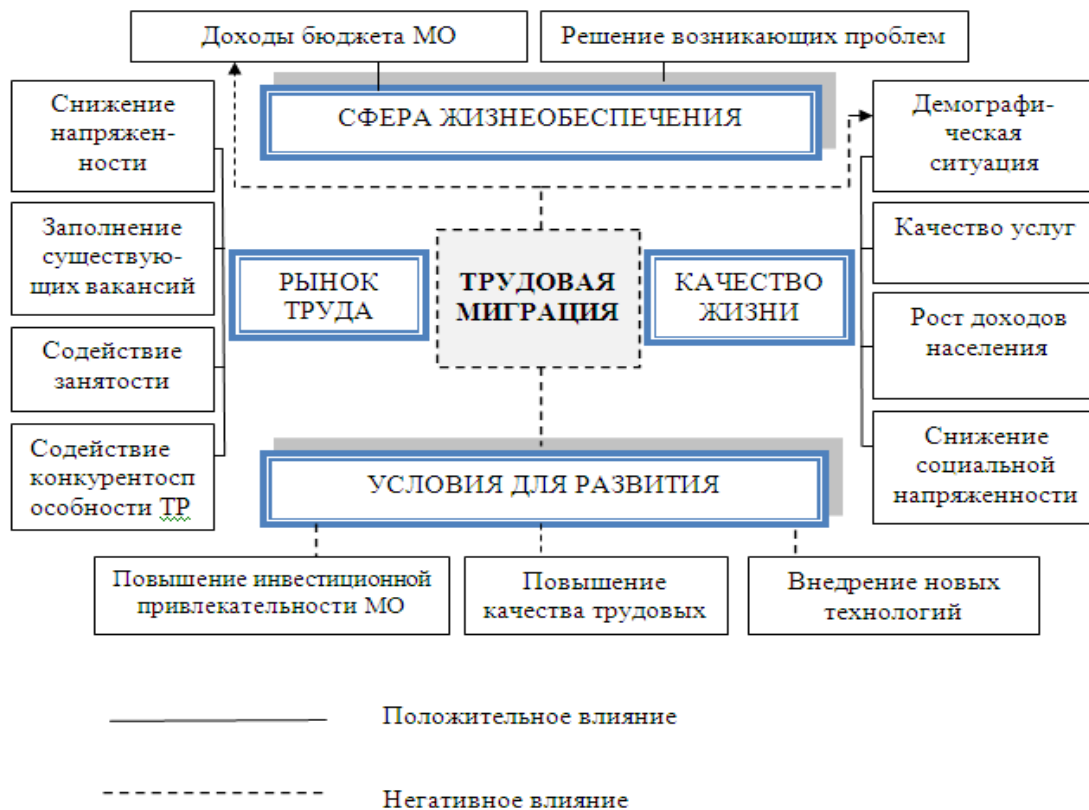 Доходы бюджета МО
Решение возникающих проблем
СФЕРА ЖИЗНЕОБЕСПЕЧЕНИЯ
Снижение
напряжен-
ности
Заполнение
существую-
щих вакансий
Содействие
занятости
Содействие
конкурентосп
особности ТР
РЫНОК
ТРУДА
ТРУДОВАЯ
МИГРАЦИЯ
КАЧЕСТВО
ЖИЗНИ
Демографи-
ческая
ситуация
Качество услуг
Рост доходов
населения
Снижение
социальной
напряженности
УСЛОВИЯ ДЛЯ РАЗВИТИЯ
Повышение инвестиционной
привлекательности МО
Повышение
качества трудовых
Внедрение новых
технологий
Положительное влияние
Негативное влияние